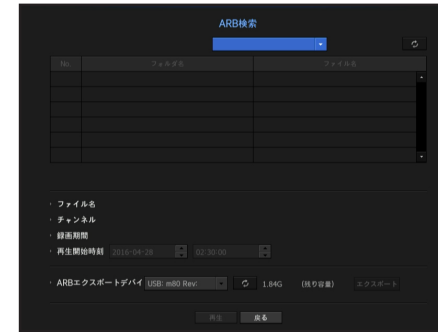 ARB検索
No. フォルダ名 ファイル名
ファイル名
チャンネル
録画期間
再生開始時刻 2016-04-28 02:30:00
ARBエクスポートデバイ USB: m80 Rev: 1.84G (残り容量) エクスポート
再生 戻る